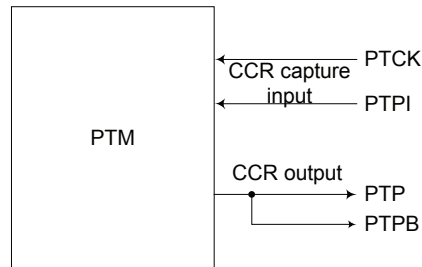 PTCK
CCR capture
input
PTPI
PTM
CCR output
PTP
PTPB